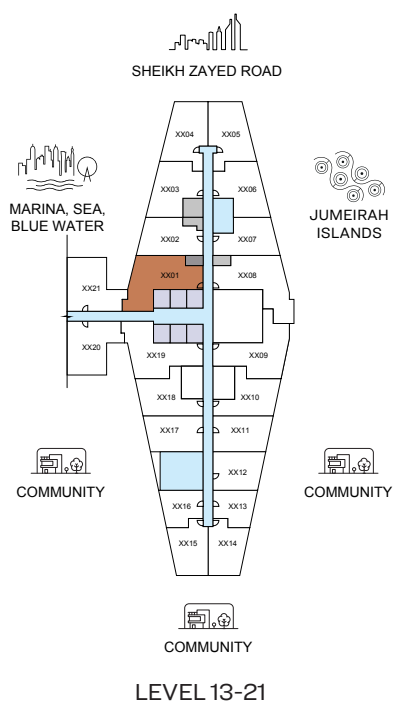 SHEIKH ZAYED ROAD
XX04
XX05
MARINA, SEA,
BLUE WATER
JUMEIRAH
ISLANDS
XX03
XX06
XX02
XX07
XX01
XX08
XX21
XX20
XX19
XX09
XX18
XX10
XX17
XX11
XX12
XX16
XX13
XX15
XX14
COMMUNITY
COMMUNITY
COMMUNITY
LEVEL 13-21